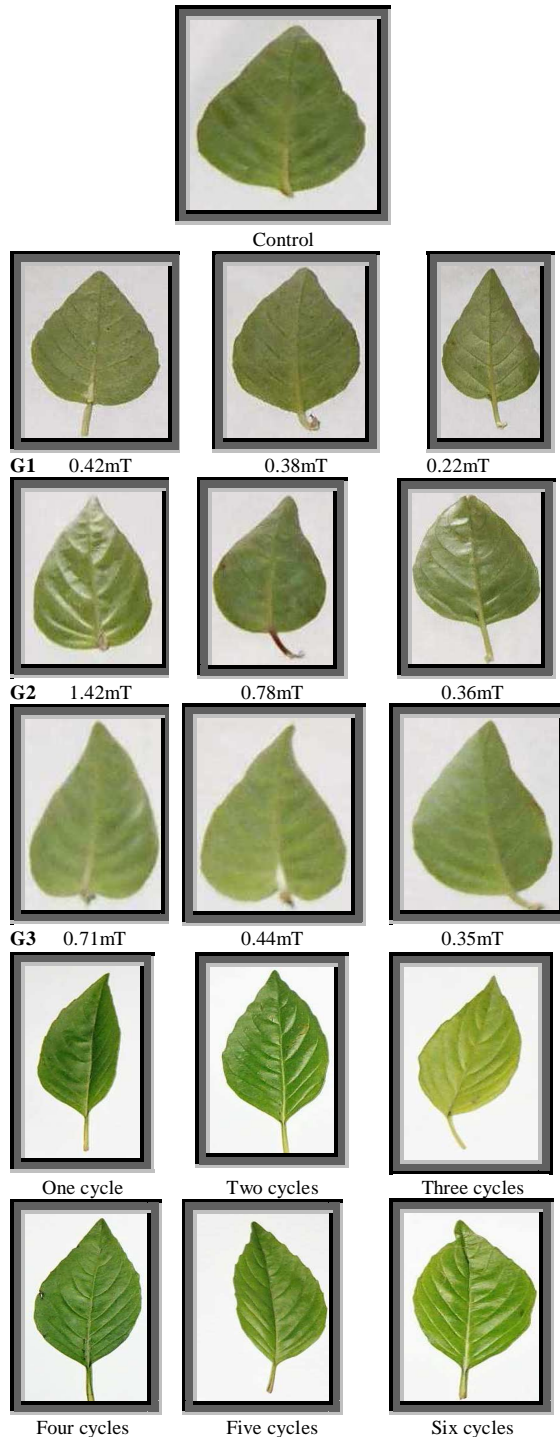 Control
G1 0.42mT 0.38mT 0.22mT
G2 1.42mT 0.78mT 0.36mT
G3 0.71mT 0.44mT 0.35mT
One cycle Two cycles Three cycles
Four cycles Five cycles Six cycles